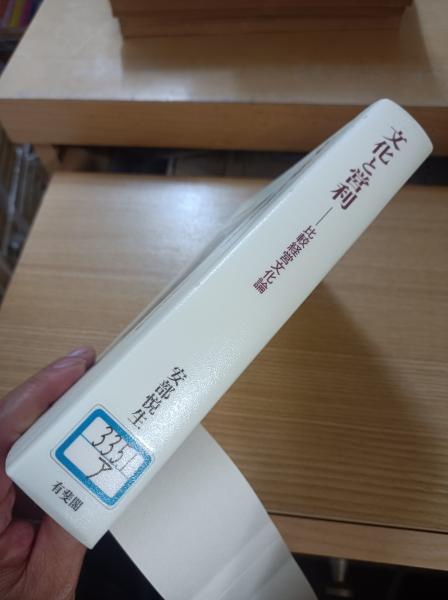 文化と営利
──比較経営文化論
安部悦生
335.1
ア
有斐閣